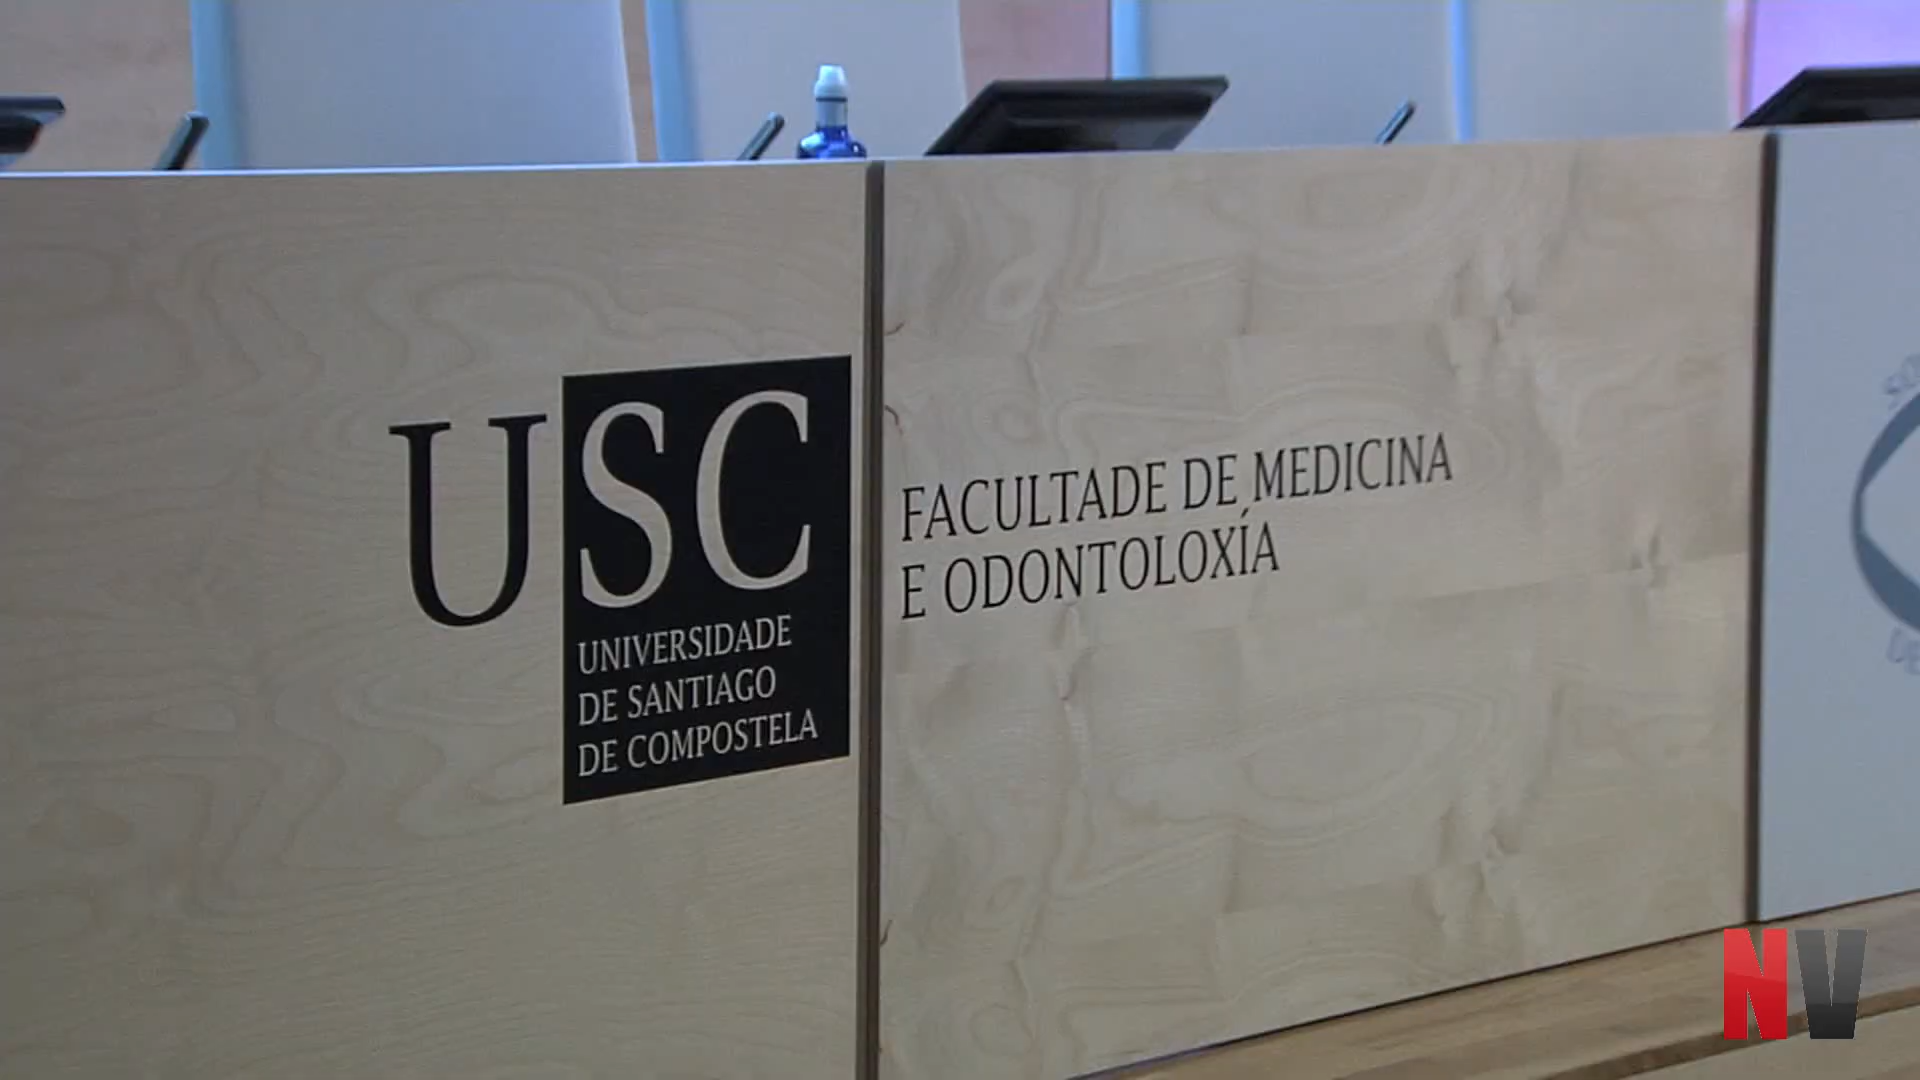 USC
UNIVERSIDADE
DE SANTIAGO
DE COMPOSTELA
FACULTADE DE MEDICINA
E ODONTOLOXÍA
NV